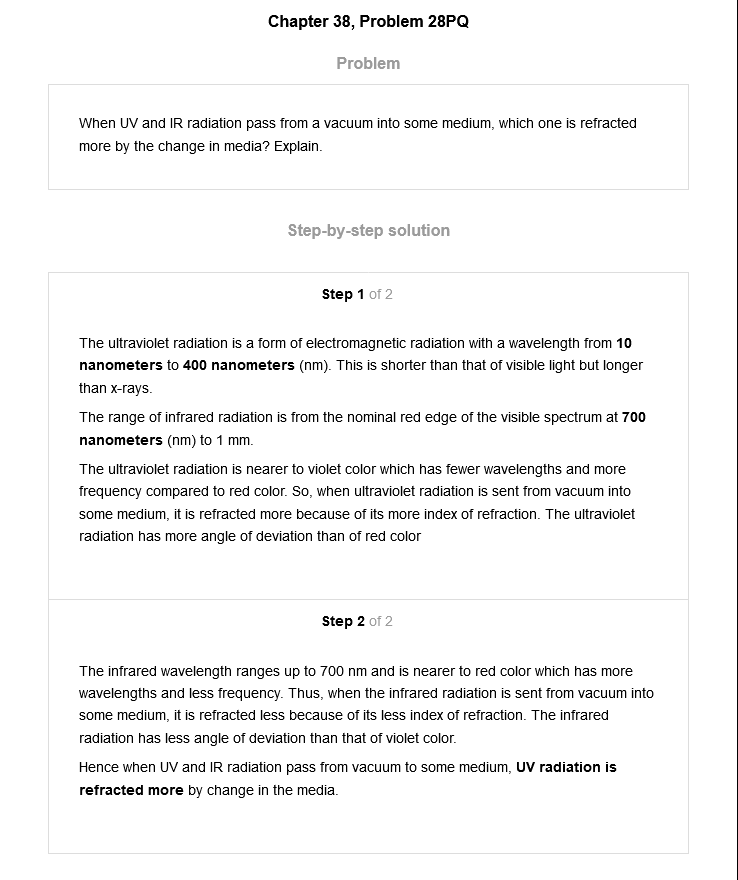 Chapter 38, Problem 28PQ
Problem
When UV and IR radiation pass from a vacuum into some medium, which one is refracted
more by the change in media? Explain.
Step-by-step solution
Step 1 of 2
The ultraviolet radiation is a form of electromagnetic radiation with a wavelength from 10
nanometers to 400 nanometers (nm). This is shorter than that of visible light but longer
than x-rays.
The range of infrared radiation is from the nominal red edge of the visible spectrum at 700
nanometers (nm) to 1 mm.
The ultraviolet radiation is nearer to violet color which has fewer wavelengths and more
frequency compared to red color. So, when ultraviolet radiation is sent from vacuum into
some medium, it is refracted more because of its more index of refraction. The ultraviolet
radiation has more angle of deviation than of red color
Step 2 of 2
The infrared wavelength ranges up to 700 nm and is nearer to red color which has more
wavelengths and less frequency. Thus, when the infrared radiation is sent from vacuum into
some medium, it is refracted less because of its less index of refraction. The infrared
radiation has less angle of deviation than that of violet color.
Hence when UV and IR radiation pass from vacuum to some medium, UV radiation is
refracted more by change in the media.